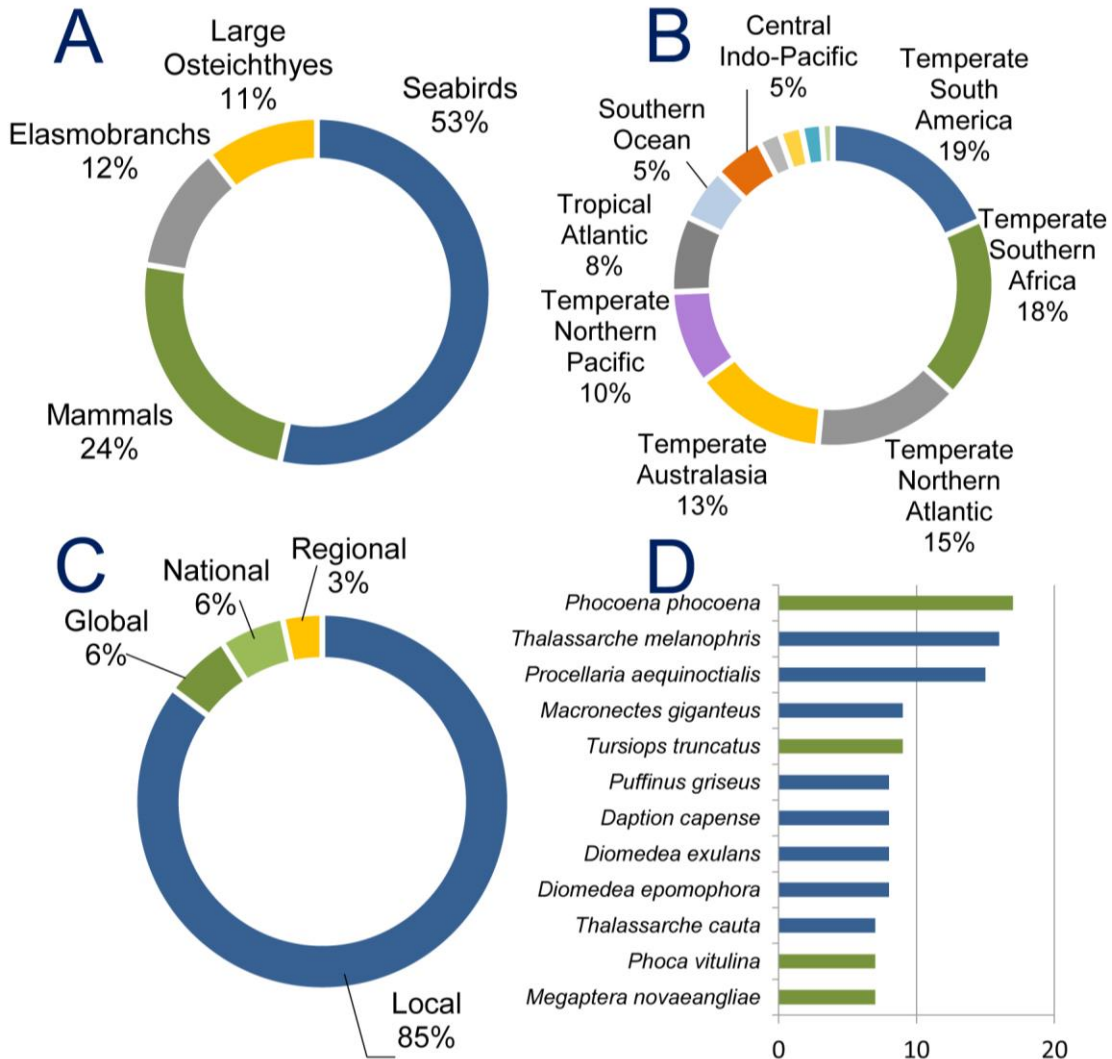 A
Large
Osteichthyes
11%
Seabirds
53%
Elasmobranchs
12%
Mammals
24%
B
Central
Indo-Pacific
5%
Temperate
South
America
19%
Southern
Ocean
5%
Temperate
Southern
Africa
18%
Tropical
Atlantic
8%
Temperate
Northern
Pacific
10%
Temperate
Australasia
13%
Temperate
Northern
Atlantic
15%
C
Regional
3%
National
6%
Global
6%
Local
85%
D
Phocoena phocoena
Thalassarche melanophris
Procellaria aequinoctialis
Macronectes giganteus
Tursiops truncatus
Puffinus griseus
Daption capense
Diomedea exulans
Diomedea epomophora
Thalassarche cauta
Phoca vitulina
Megaptera novaeangliae
0 10 20